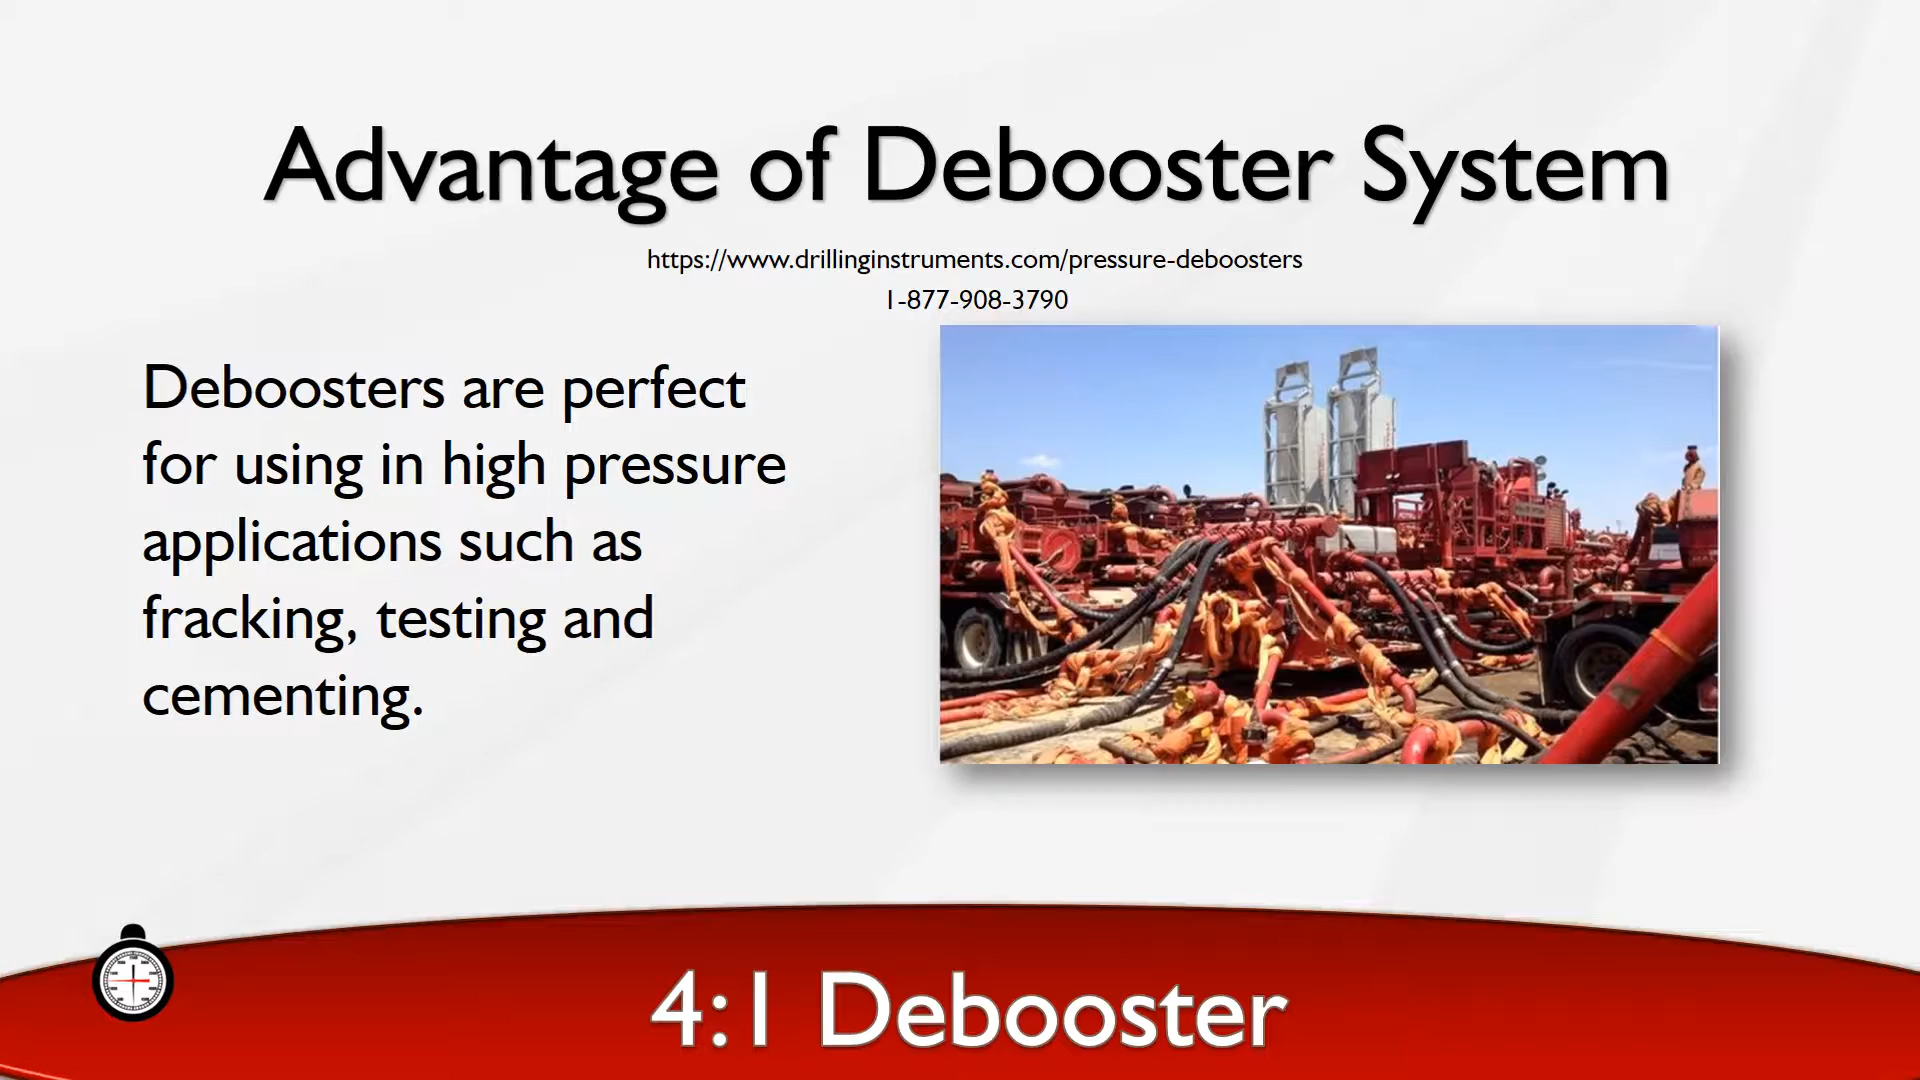 Advantage of Debooster System
https://www.drillinginstruments.com/pressure-deboosters
1-877-908-3790
Deboosters are perfect
for using in high pressure
applications such as
fracking, testing and
cementing.
4:1 Debooster